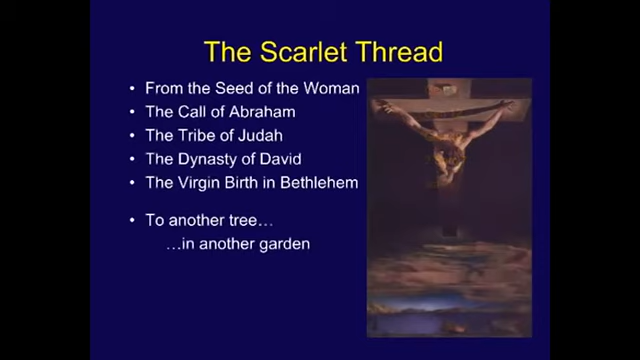 The Scarlet Thread
• From the Seed of the Woman
• The Call of Abraham
• The Tribe of Judah
• The Dynasty of David
• The Virgin Birth in Bethlehem
• To another tree…
…in another garden